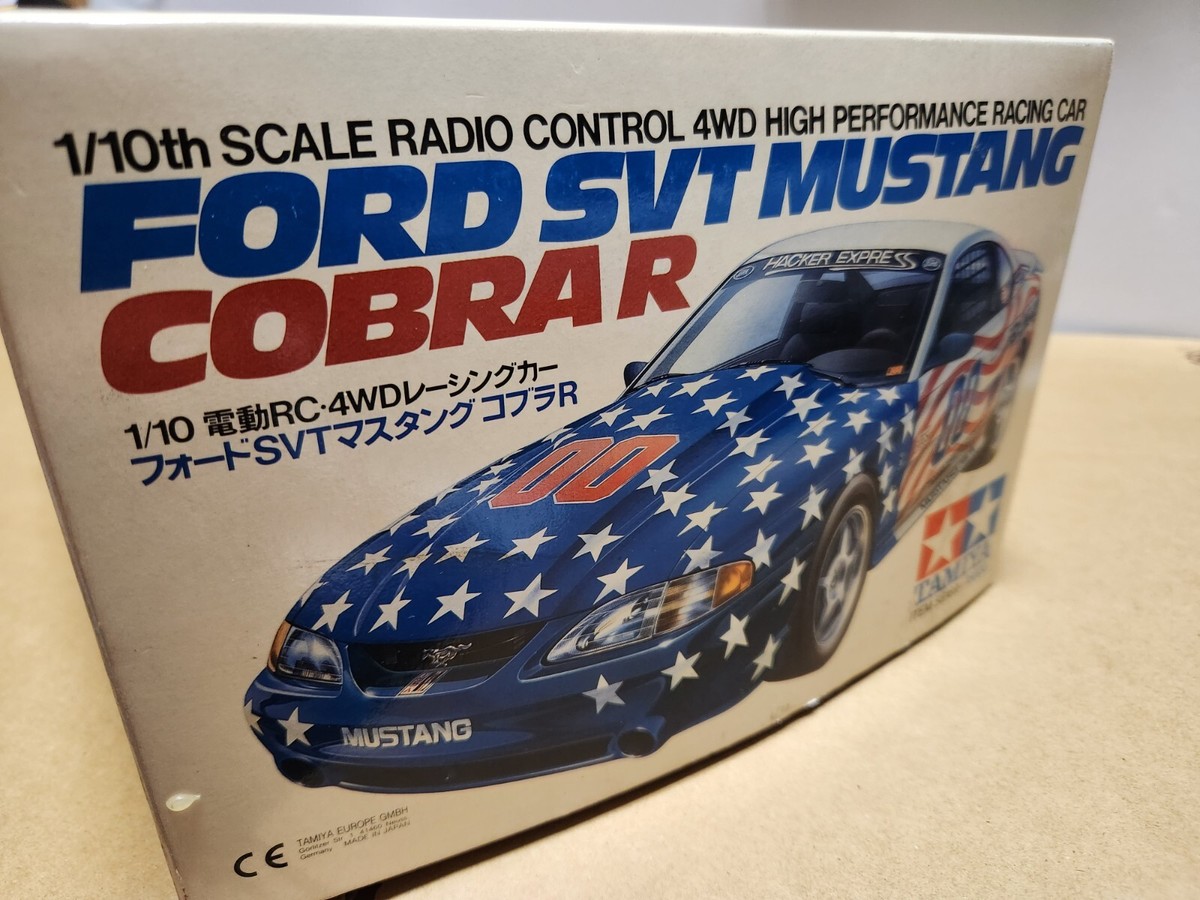 1/10th SCALE RADIO CONTROL 4WD HIGH PERFORMANCE RACING CAR
FORD SVT MUSTANG
COBRA R
1/10 電動RC・4WDレーシングカー
フォードSVTマスタング コブラR
HACKER EXPRESS
00
00
MUSTANG
TAMIYA
ITEM
CE
TAMIYA EUROPE GMBH
Germany MADE IN JAPAN